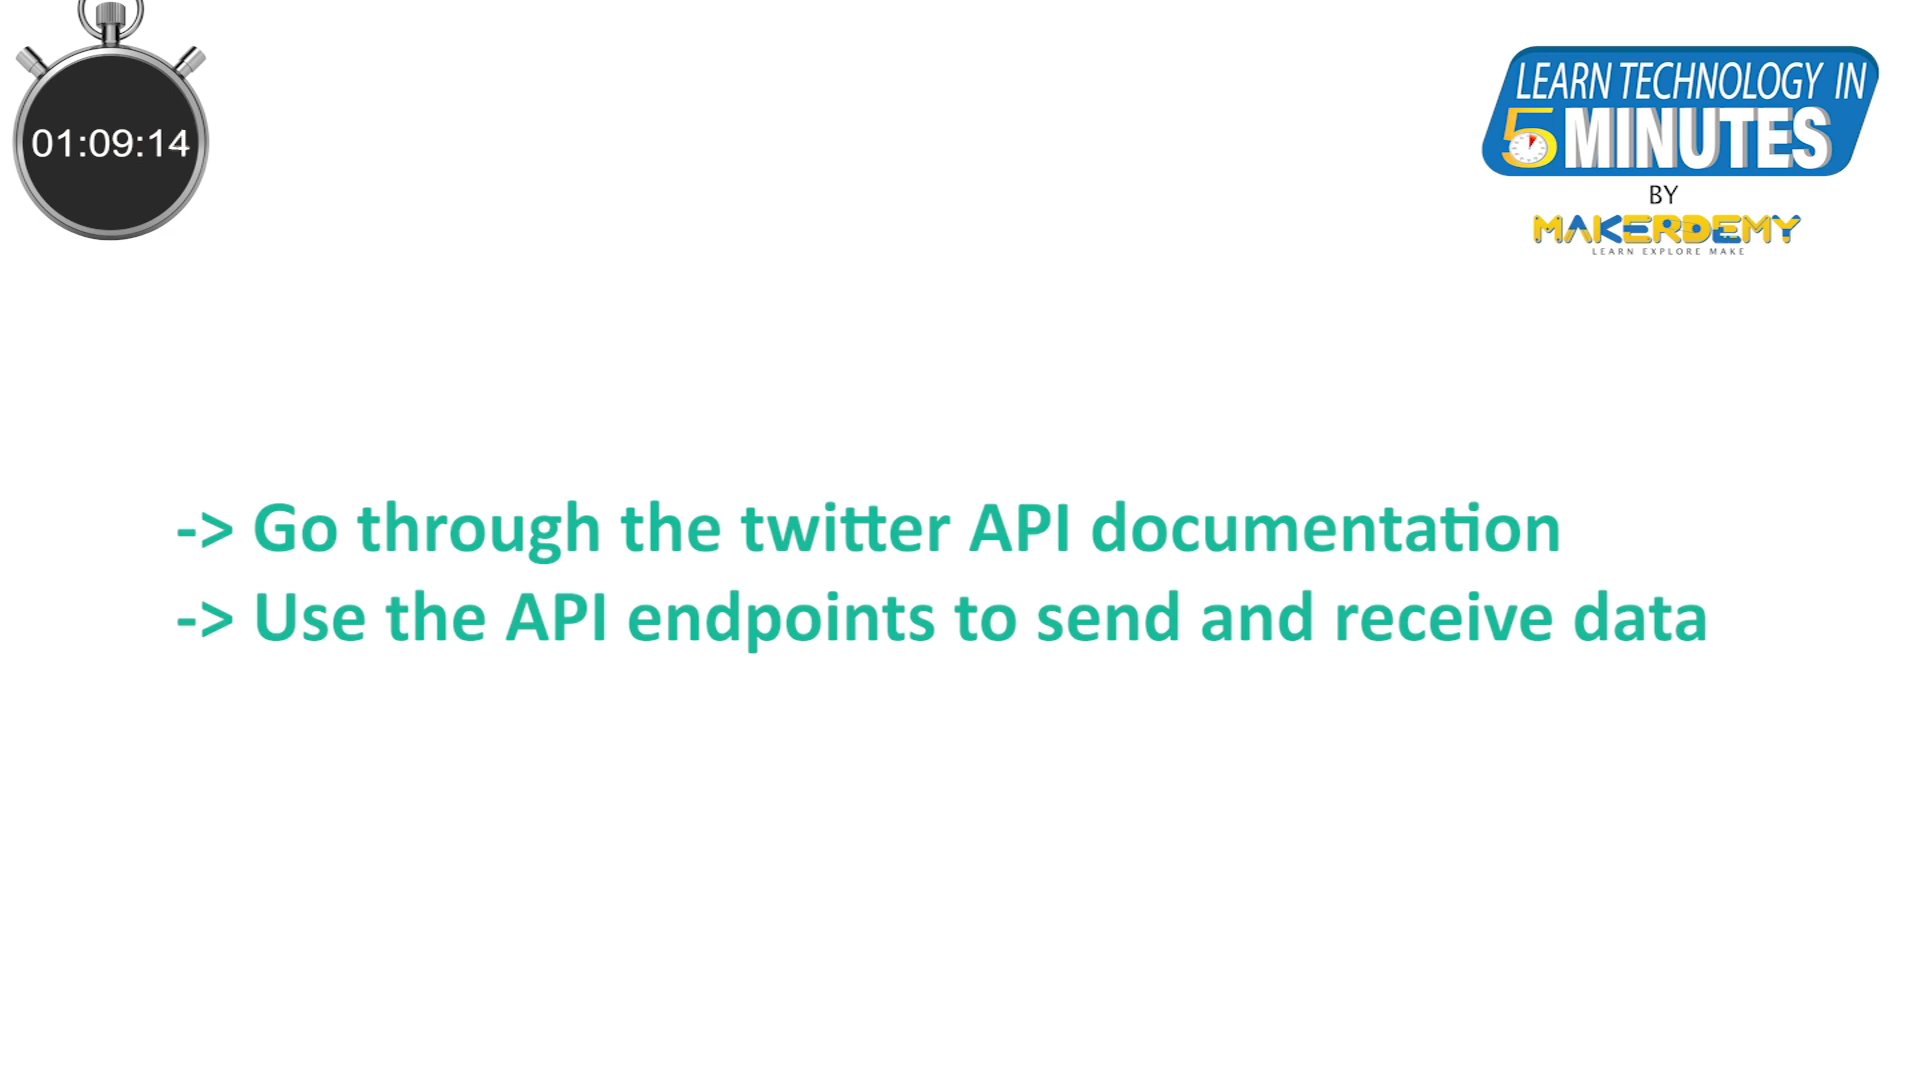 01:09:14
LEARN TECHNOLOGY IN
5 MINUTES
BY
MAKERDEMY
LEARN EXPLORE MAKE
-> Go through the twitter API documentation
-> Use the API endpoints to send and receive data